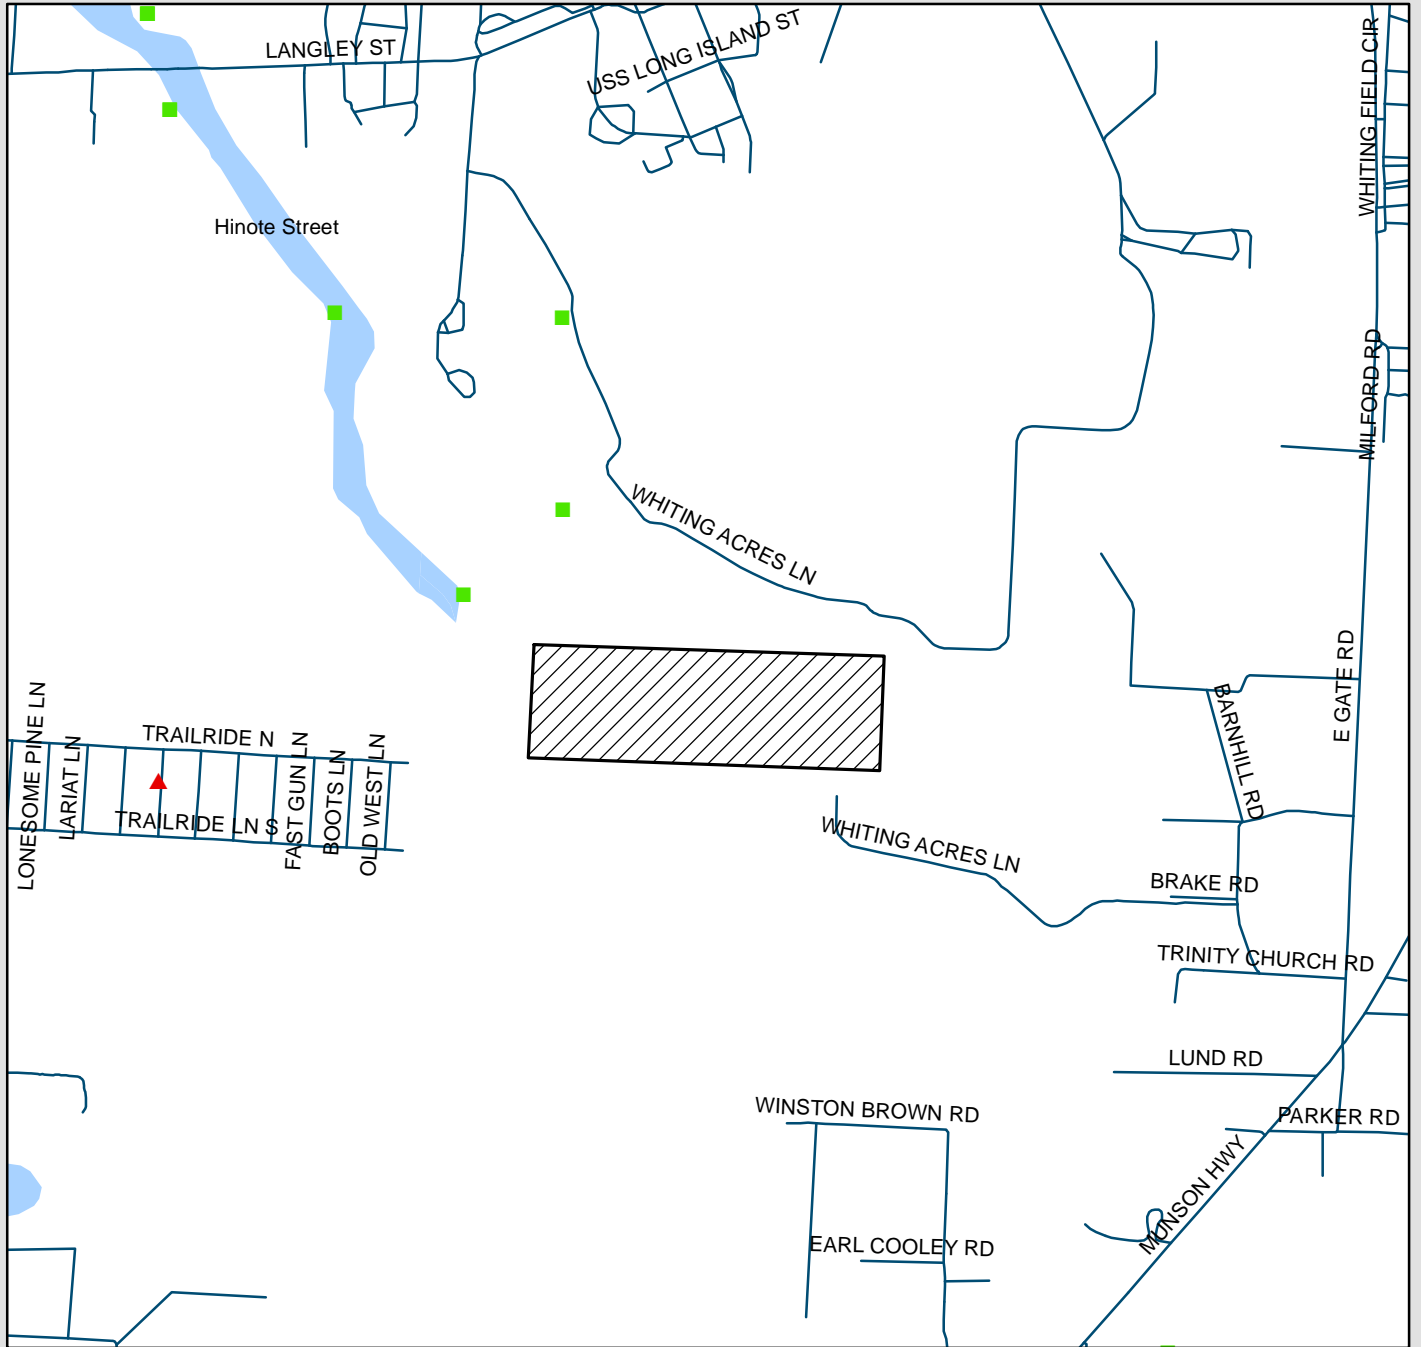 LANGLEY ST
USS LONG ISLAND ST
WHITING FIELD CIR
Hinote Street
MILFORD RD
WHITING ACRES LN
E GATE RD
BARNHILL RD
LONESOME PINE LN
LARIAT LN
TRAILRIDE N
FAST GUN LN
BOOTS LN
OLD WEST LN
TRAILRIDE LN S
WHITING ACRES LN
BRAKE RD
TRINITY CHURCH RD
LUND RD
WINSTON BROWN RD
PARKER RD
MUNSON HWY
EARL COOLEY RD